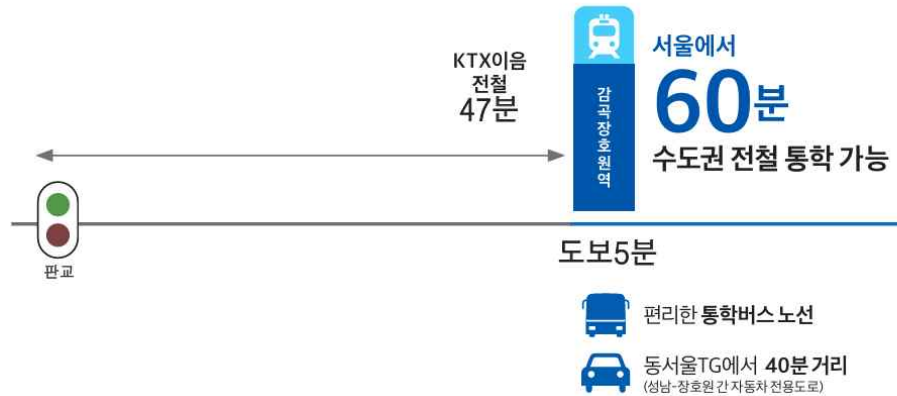 KTX이음
전철
47분
감곡장호원역
서울에서
60분
수도권 전철 통학 가능
판교
도보5분
편리한 통학버스 노선
동서울TG에서 40분 거리
(성남-장호원 간 자동차 전용도로)